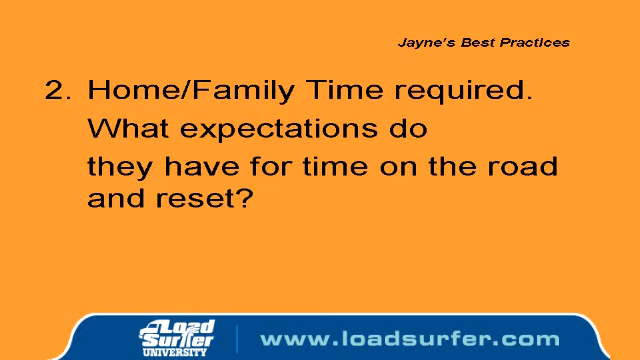 Jayne's Best Practices
2. Home/Family Time required.
What expectations do
they have for time on the road
and reset?
Load
Surfer
UNIVERSITY
www.loadsurfer.com